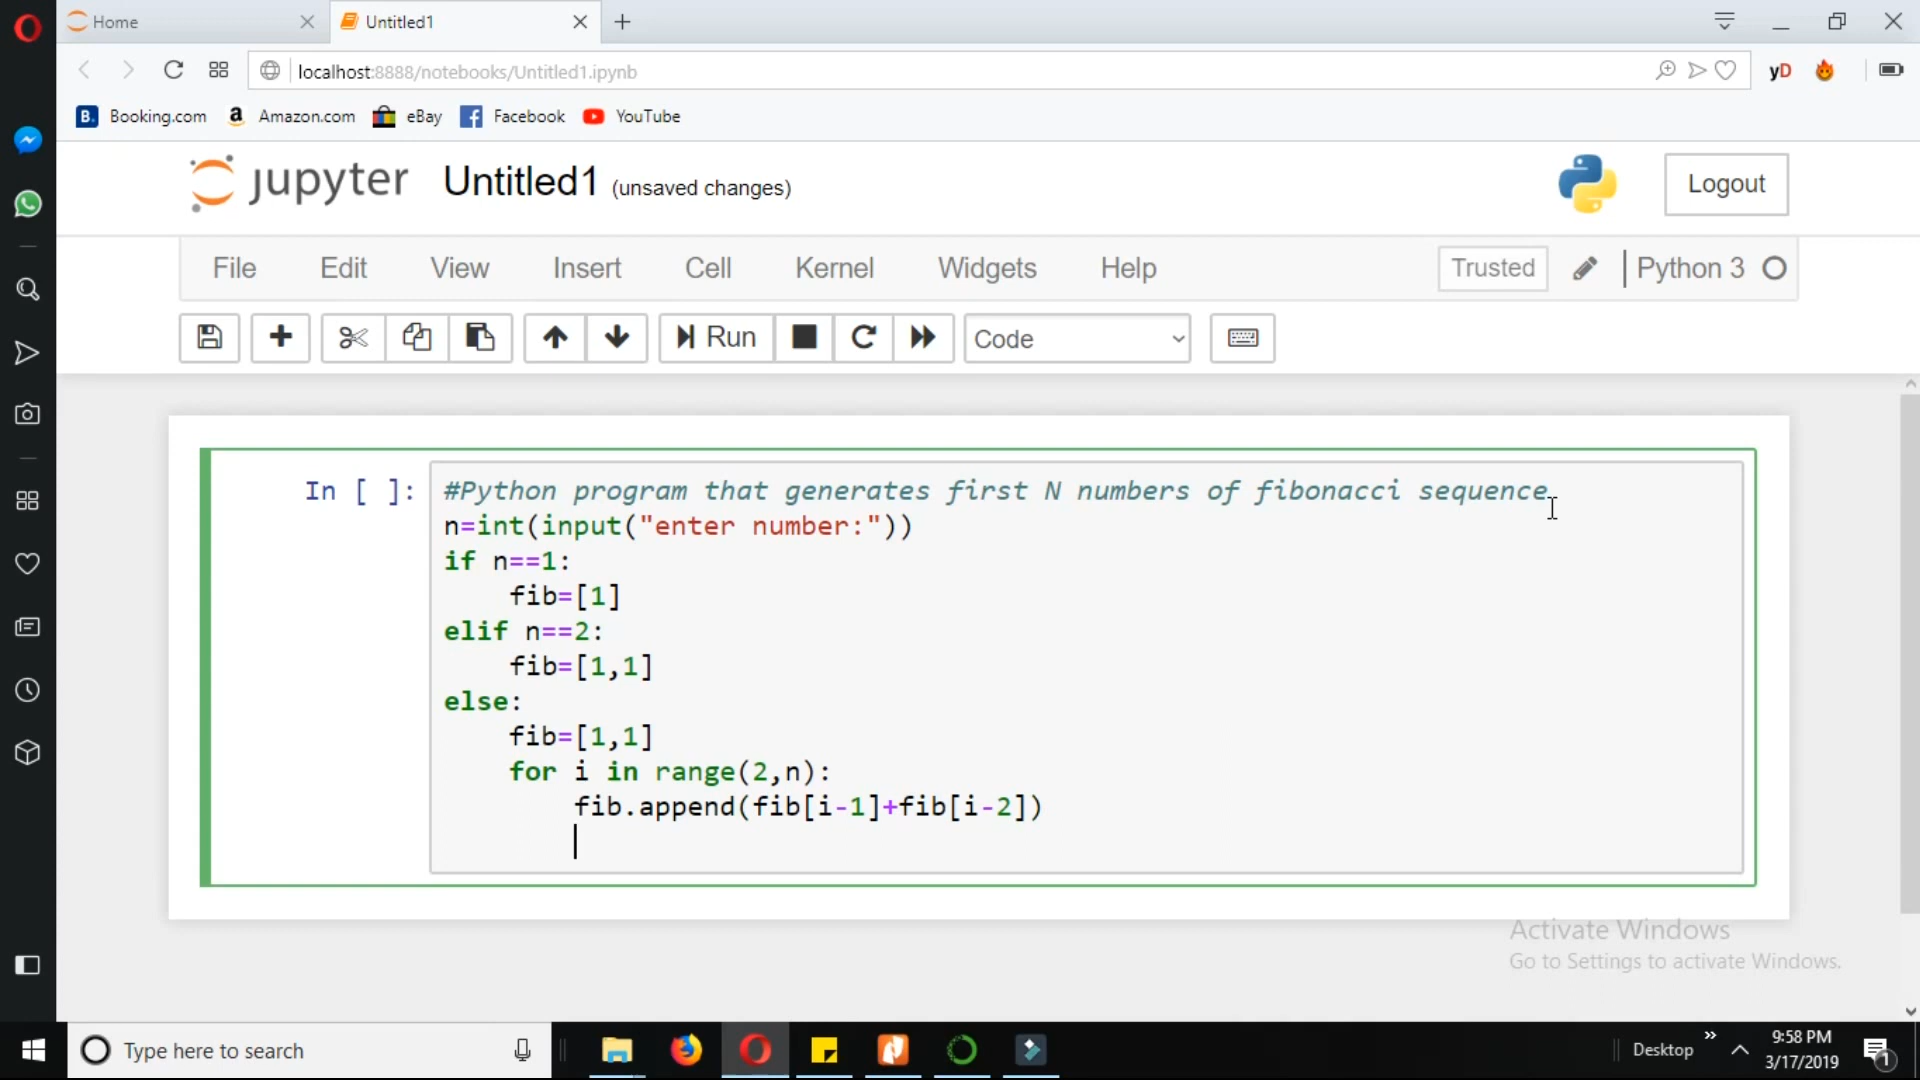 Home
Untitled1
localhost:8888/notebooks/Untitled1.ipynb
yD
B. Booking.com
a Amazon.com
eBay
Facebook
YouTube
jupyter Untitled1 (unsaved changes)
Logout
File Edit View Insert Cell Kernel Widgets Help
Trusted
Python 3
Run
Code
In [ ]:
#Python program that generates first N numbers of fibonacci sequence
n=int(input("enter number:"))
if n==1:
    fib=[1]
elif n==2:
    fib=[1,1]
else:
    fib=[1,1]
    for i in range(2,n):
        fib.append(fib[i-1]+fib[i-2])
Activate Windows
Go to Settings to activate Windows.
Type here to search
Desktop
9:58 PM
3/17/2019
1